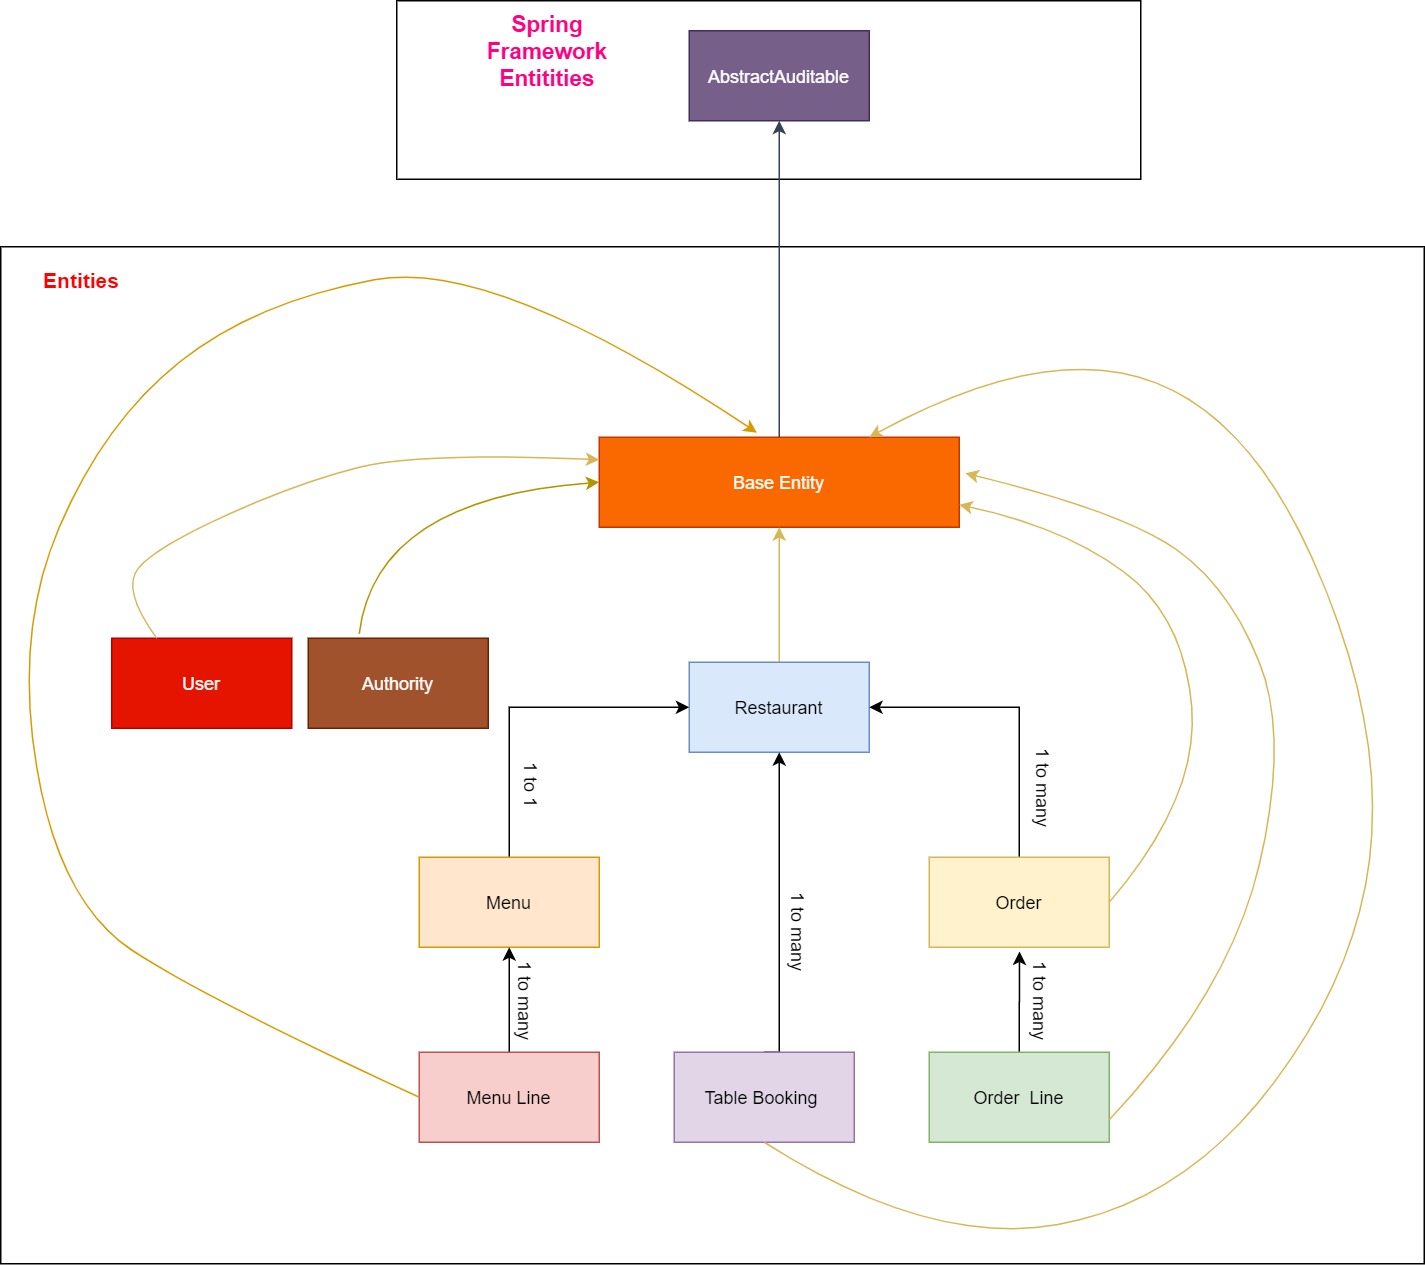 Spring
Framework
Entitities
AbstractAuditable
Entities
Base Entity
User
Authority
Restaurant
1 to 1
1 to many
Menu
1 to many
Order
1 to many
1 to many
Menu Line
Table Booking
Order  Line